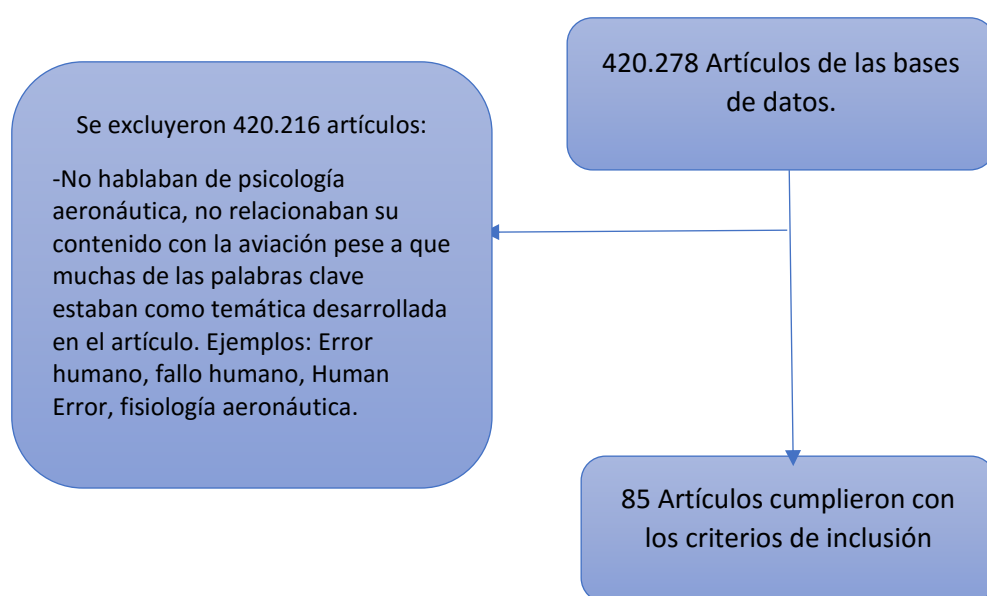 420.278 Artículos de las bases
de datos.
Se excluyeron 420.216 artículos:
-No hablaban de psicología
aeronáutica, no relacionaban su
contenido con la aviación pese a que
muchas de las palabras clave
estaban como temática desarrollada
en el artículo. Ejemplos: Error
humano, fallo humano, Human
Error, fisiología aeronáutica.
85 Artículos cumplieron con
los criterios de inclusión